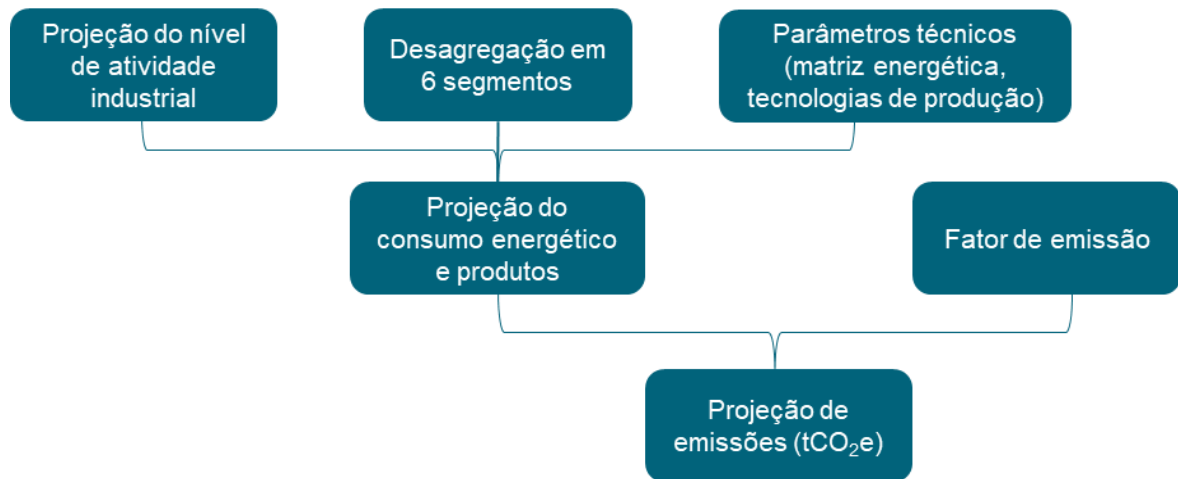 Projeção do nível
de atividade
industrial
Desagregação em
6 segmentos
Parâmetros técnicos
(matriz energética,
tecnologias de produção)
Projeção do
consumo energético
e produtos
Fator de emissão
Projeção de
emissões (tCO₂e)